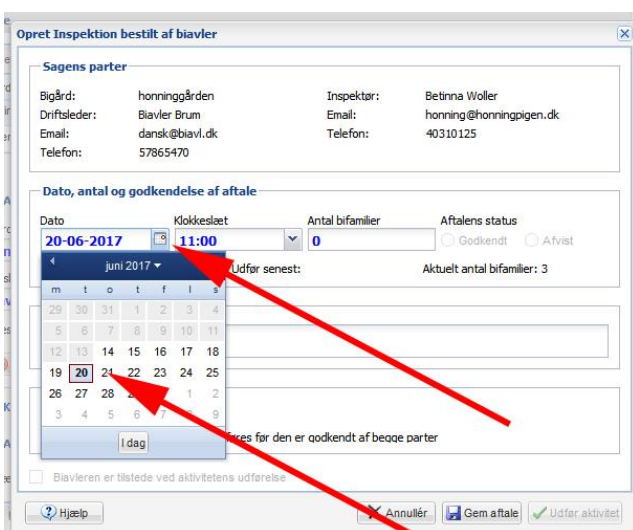 Opret Inspektion bestilt af biavler
Sagens parter
Bigård: honninggården Inspektør: Betinna Woller
Driftsleder: Biavler Brum Email: honning@honningpigen.dk
Email: dansk@biavl.dk Telefon: 40310125
Telefon: 57865470
Dato, antal og godkendelse af aftale
Dato Klokkeslæt Antal bifamilier Aftalens status
20-06-2017 11:00 0 Godkendt Afvist
juni 2017 Udfør senest: Aktuelt antal bifamilier: 3
m t o t f l s
29 30 31 1 2 3 4
5 6 7 8 9 10 11
12 13 14 15 16 17 18
19 20 21 22 23 24 25
26 27 28 1 2
3 4 5 6 7 8 9
I dag
før den er godkendt af begge parter
Biavleren er tilstede ved aktivitetens udførelse
Hjælp Annullér Gem aftale Udfør aktivitet